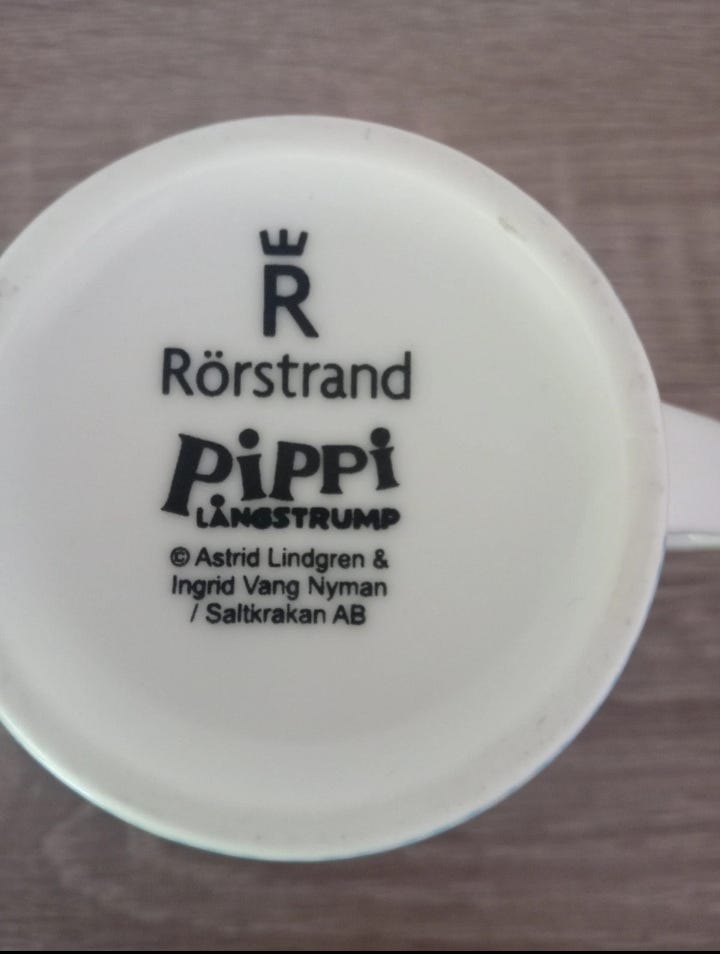 R
Rörstrand
PiPPi
LÅNGSTRUMP
© Astrid Lindgren &
Ingrid Vang Nyman
/ Saltkrakan AB